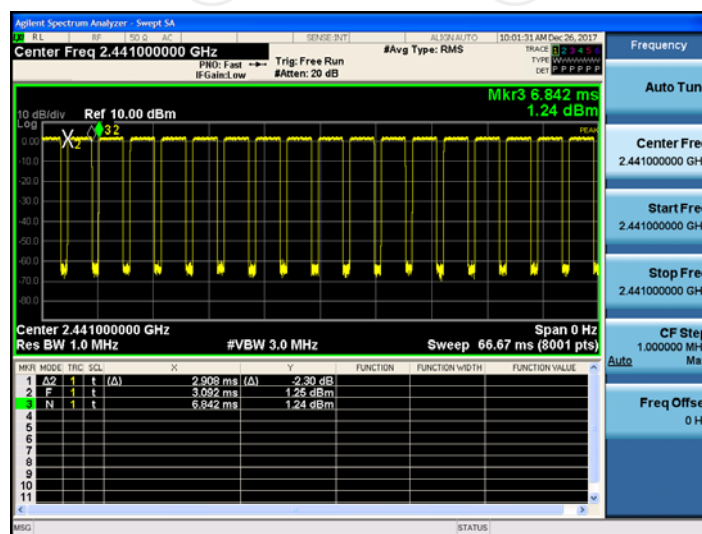 Agilent Spectrum Analyzer - Swept SA
RL RF 50 Ω AC SENSE:INT ALIGNAUTO 10:01:31 AM Dec 26, 2017
Center Freq 2.441000000 GHz #Avg Type: RMS TRACE 1 2 3 4 5 6
PNO: Fast Trig: Free Run TYPE
IFGain:Low #Atten: 20 dB DET P P P P P P
Mkr3 6.842 ms
10 dB/div Ref 10.00 dBm 1.24 dBm
Log
PEAK
3 2
2
0.00
-10.0
-20.0
-30.0
-40.0
-50.0
-70.0
-80.0
Center 2.441000000 GHz Span 0 Hz
Res BW 1.0 MHz #VBW 3.0 MHz Sweep 66.67 ms (8001 pts)
MKR MODE TRC SCL X Y FUNCTION FUNCTION WIDTH FUNCTION VALUE
1 Δ2 1 t (Δ) 2.908 ms (Δ) -2.30 dB
2 F 1 t 3.092 ms 1.25 dBm
3 N 1 t 6.842 ms 1.24 dBm
4
5
6
7
8
9
10
11
MSG STATUS
Frequency
Auto Tun
Center Fre
2.441000000 GH
Start Fre
2.441000000 GH
Stop Fre
2.441000000 GH
CF Ste
1.000000 MH
Auto Ma
Freq Offse
0 H